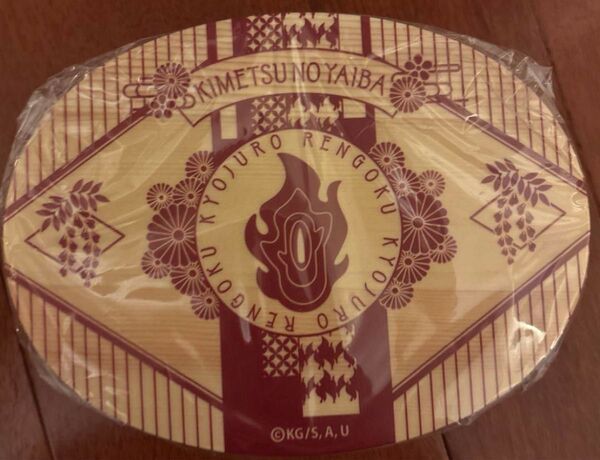 KIMETSU NO YAIBA
KYOJURO RENGOKU KYOJURO RENGOKU
©KG/S, A, U